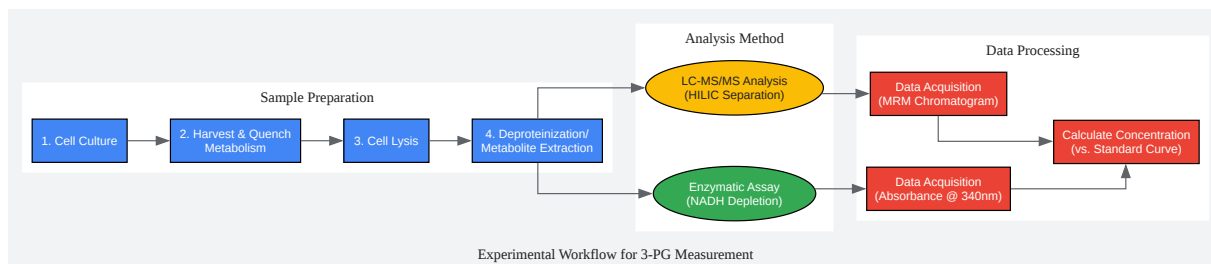 Sample Preparation
1. Cell Culture
2. Harvest & Quench
Metabolism
3. Cell Lysis
4. Deproteinization/
Metabolite Extraction
Analysis Method
LC-MS/MS Analysis
(HILIC Separation)
Enzymatic Assay
(NADH Depletion)
Data Processing
Data Acquisition
(MRM Chromatogram)
Data Acquisition
(Absorbance @ 340nm)
Calculate Concentration
(vs. Standard Curve)
Experimental Workflow for 3-PG Measurement